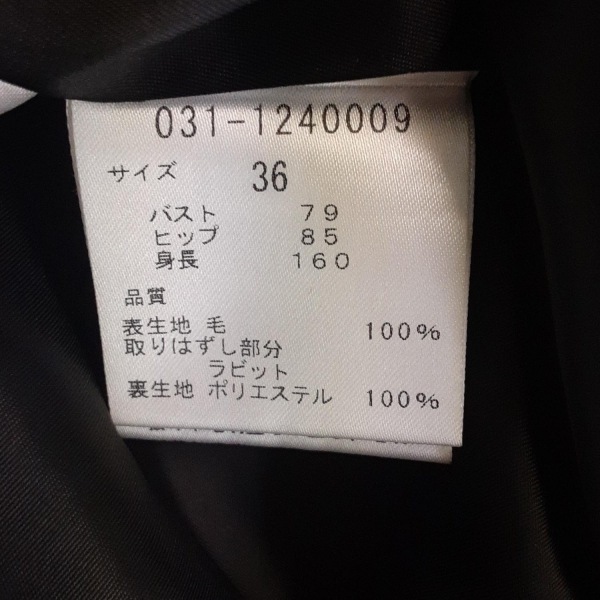 031-1240009
サイズ 36
バスト 79
ヒップ 85
身長 160
品質
表生地 毛 100%
取りはずし部分
ラビット
裏生地 ポリエステル 100%